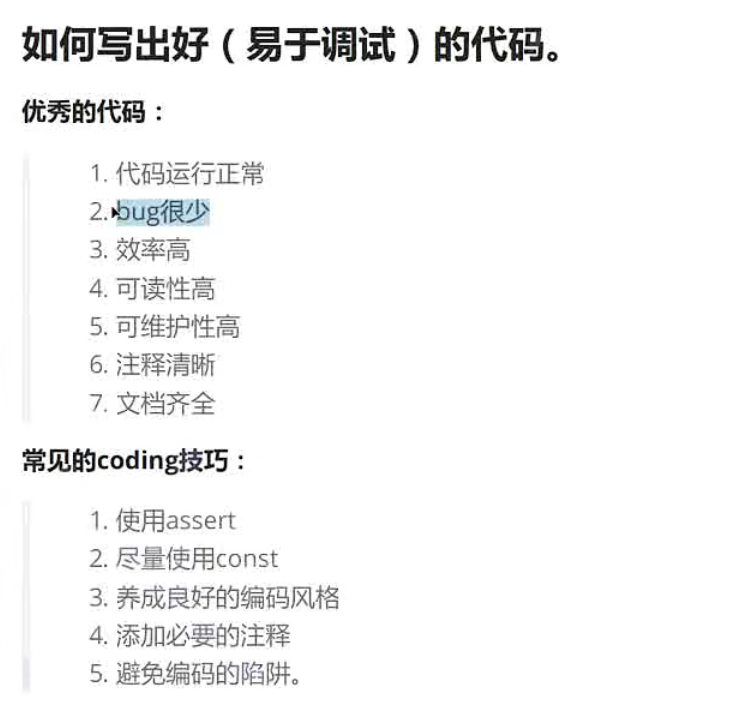 如何写出好（易于调试）的代码。
优秀的代码：
1. 代码运行正常
2. bug很少
3. 效率高
4. 可读性高
5. 可维护性高
6. 注释清晰
7. 文档齐全
常见的coding技巧：
1. 使用assert
2. 尽量使用const
3. 养成良好的编码风格
4. 添加必要的注释
5. 避免编码的陷阱。